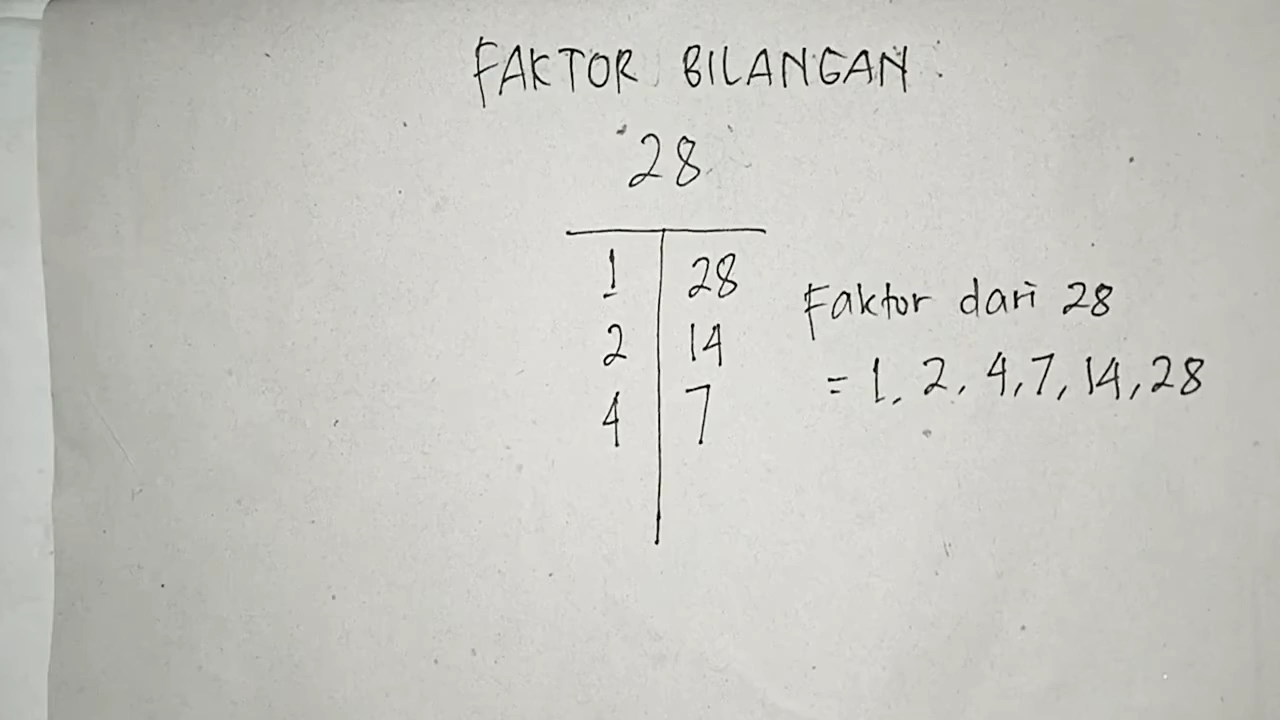 FAKTOR BILANGAN
28
1 28
2 14
4 7
Faktor dari 28
= 1, 2, 4, 7, 14, 28